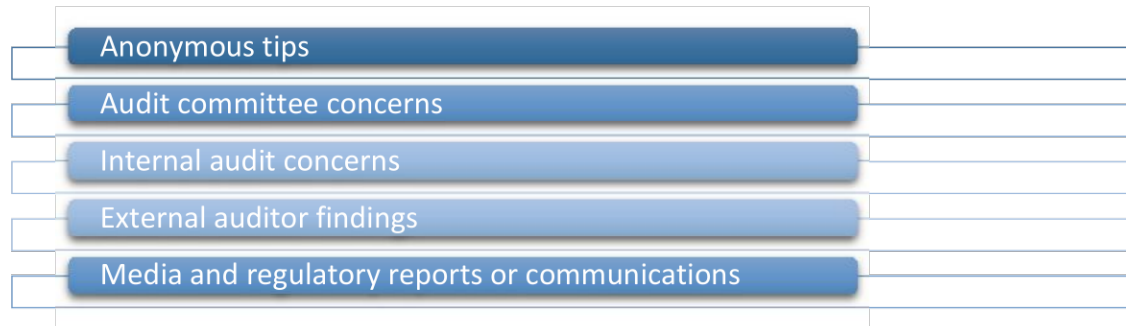 Anonymous tips
Audit committee concerns
Internal audit concerns
External auditor findings
Media and regulatory reports or communications